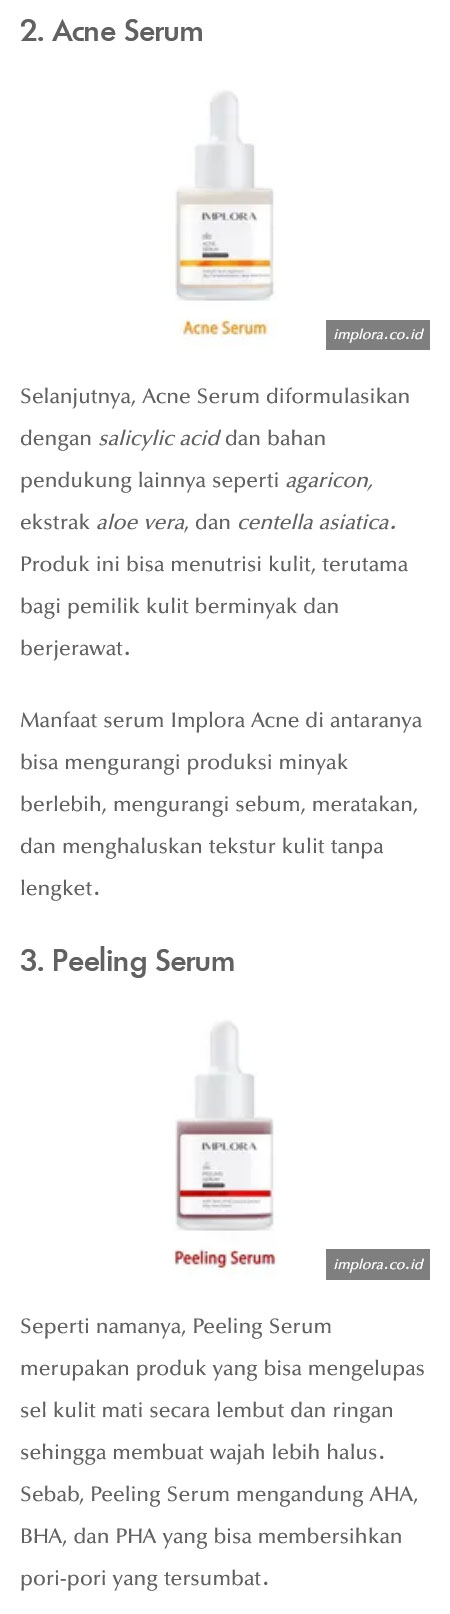 2. Acne Serum
IMPLORA
ACNE
SERUM
Acne Serum
implora.co.id
Selanjutnya, Acne Serum diformulasikan
dengan salicylic acid dan bahan
pendukung lainnya seperti agaricon,
ekstrak aloe vera, dan centella asiatica.
Produk ini bisa menutrisi kulit, terutama
bagi pemilik kulit berminyak dan
berjerawat.
Manfaat serum Implora Acne di antaranya
bisa mengurangi produksi minyak
berlebih, mengurangi sebum, meratakan,
dan menghaluskan tekstur kulit tanpa
lengket.
3. Peeling Serum
IMPLORA
PEELING
SERUM
Peeling Serum
implora.co.id
Seperti namanya, Peeling Serum
merupakan produk yang bisa mengelupas
sel kulit mati secara lembut dan ringan
sehingga membuat wajah lebih halus.
Sebab, Peeling Serum mengandung AHA,
BHA, dan PHA yang bisa membersihkan
pori-pori yang tersumbat.